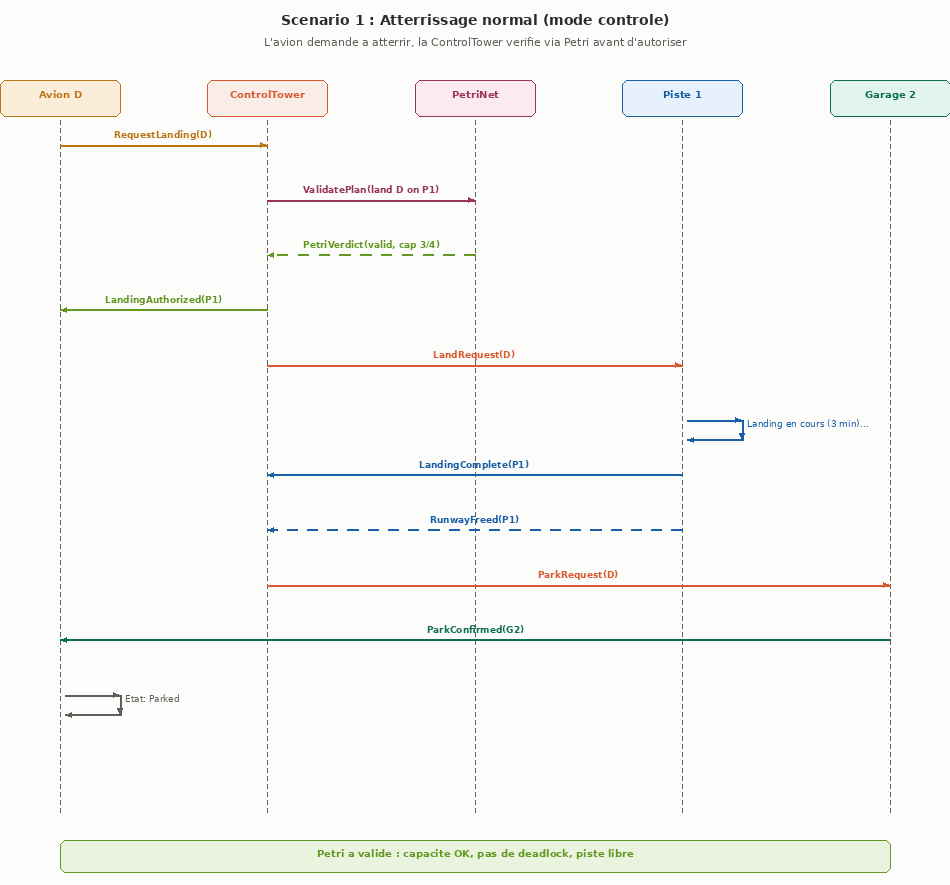 Scenario 1 : Atterrissage normal (mode controle)
L'avion demande a atterrir, la ControlTower verifie via Petri avant d'autoriser
Avion D
ControlTower
PetriNet
Piste 1
Garage 2
RequestLanding(D)
ValidatePlan(land D on P1)
PetriVerdict(valid, cap 3/4)
LandingAuthorized(P1)
LandRequest(D)
Landing en cours (3 min)...
LandingComplete(P1)
RunwayFreed(P1)
ParkRequest(D)
ParkConfirmed(G2)
Etat: Parked
Petri a valide : capacite OK, pas de deadlock, piste libre